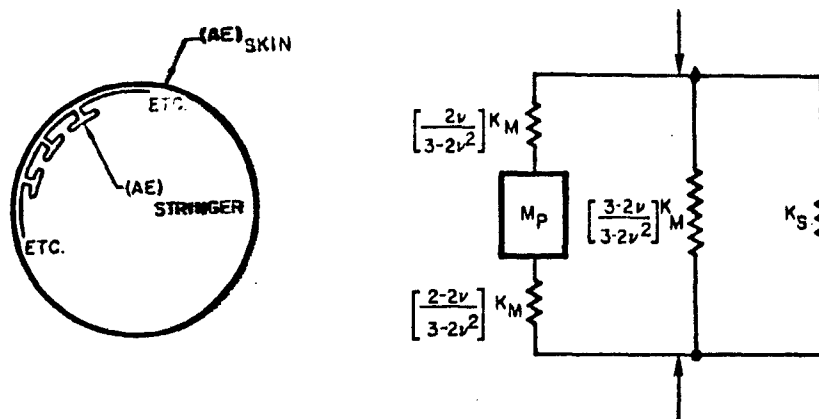 (AE) SKIN
ETC.
(AE) STRINGER
ETC.
[2ν / 3-2ν²] K_M
M_P
[3-2ν / 3-2ν²] K_M
K_S
[2-2ν / 3-2ν²] K_M